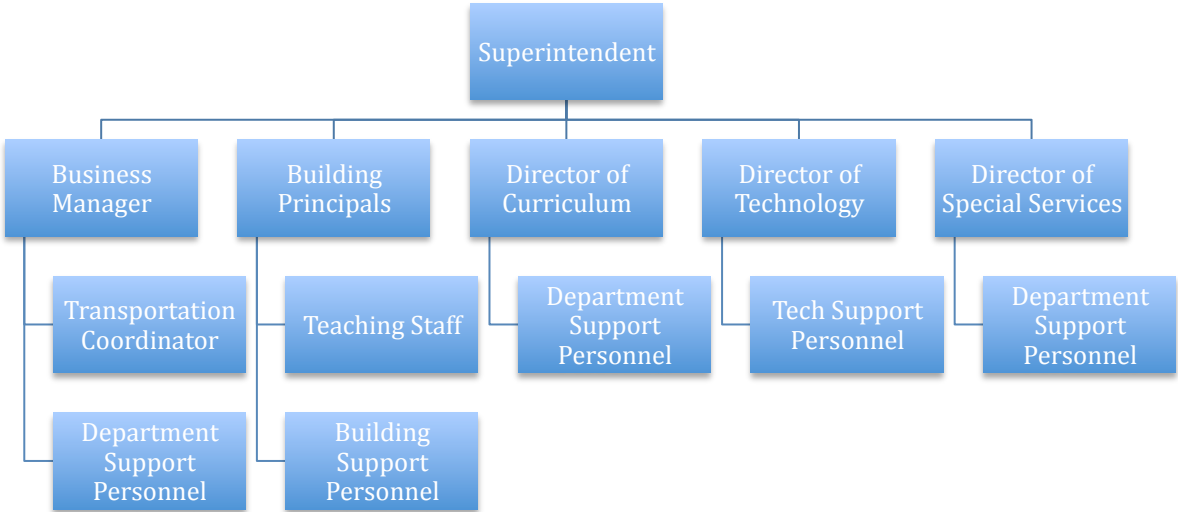 Superintendent
Business
Manager
Building
Principals
Director of
Curriculum
Director of
Technology
Director of
Special Services
Transportation
Coordinator
Teaching Staff
Department
Support
Personnel
Tech Support
Personnel
Department
Support
Personnel
Department
Support
Personnel
Building
Support
Personnel